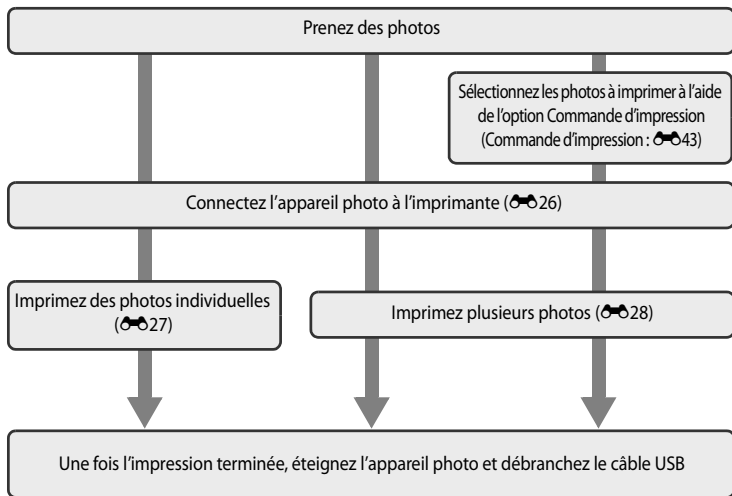 Prenez des photos
Sélectionnez les photos à imprimer à l’aide
de l’option Commande d’impression
(Commande d’impression : 43)
Connectez l’appareil photo à l’imprimante (26)
Imprimez des photos individuelles
(27)
Imprimez plusieurs photos (28)
Une fois l’impression terminée, éteignez l’appareil photo et débranchez le câble USB